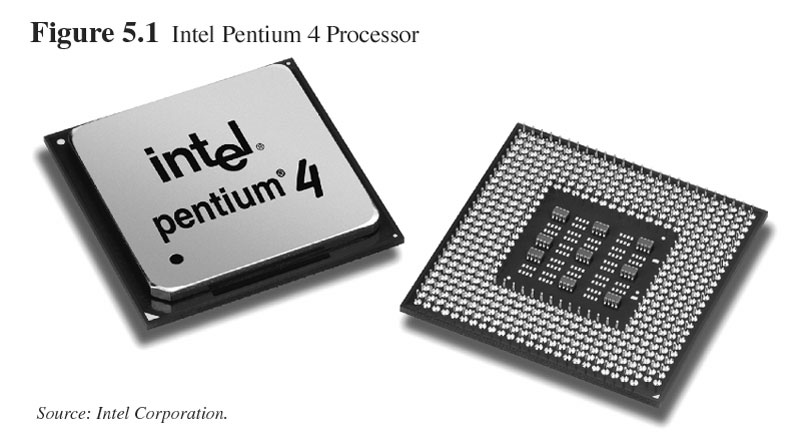 Figure 5.1 Intel Pentium 4 Processor
intel®
pentium® 4
Source: Intel Corporation.